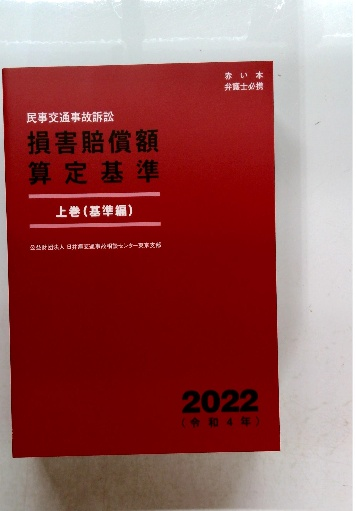 赤い本
弁護士必携
民事交通事故訴訟
損害賠償額
算定基準
上巻(基準編)
公益財団法人 日弁連交通事故相談センター東京支部
2022
(令和4年)